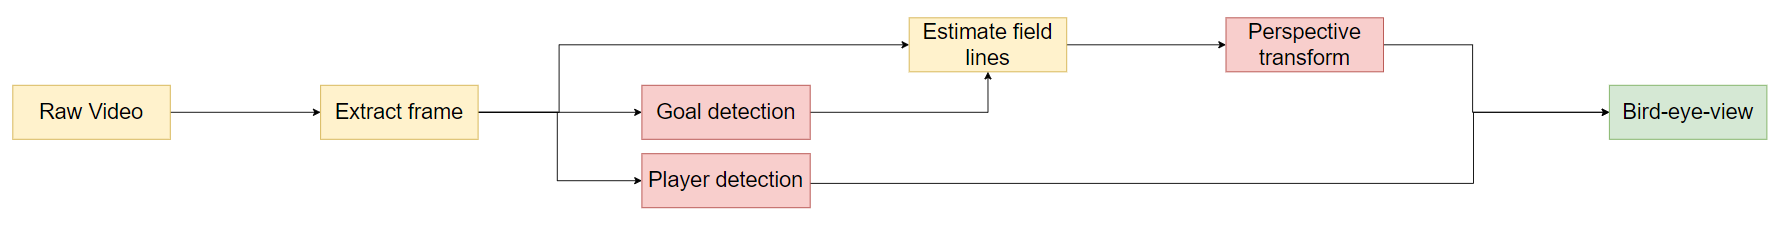 Raw Video
Extract frame
Goal detection
Player detection
Estimate field
lines
Perspective
transform
Bird-eye-view